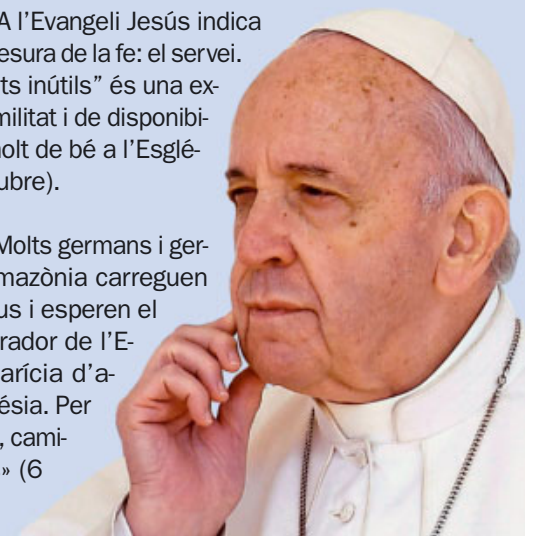 A l’Evangeli Jesús indica
esura de la fe: el servei.
ts inútils” és una ex-
militat i de disponibi-
olt de bé a l’Esglé-
ubre).
Molts germans i ger-
mazònia carreguen
us i esperen el
rador de l’E-
arícia d’a-
ésia. Per
, cami-
» (6